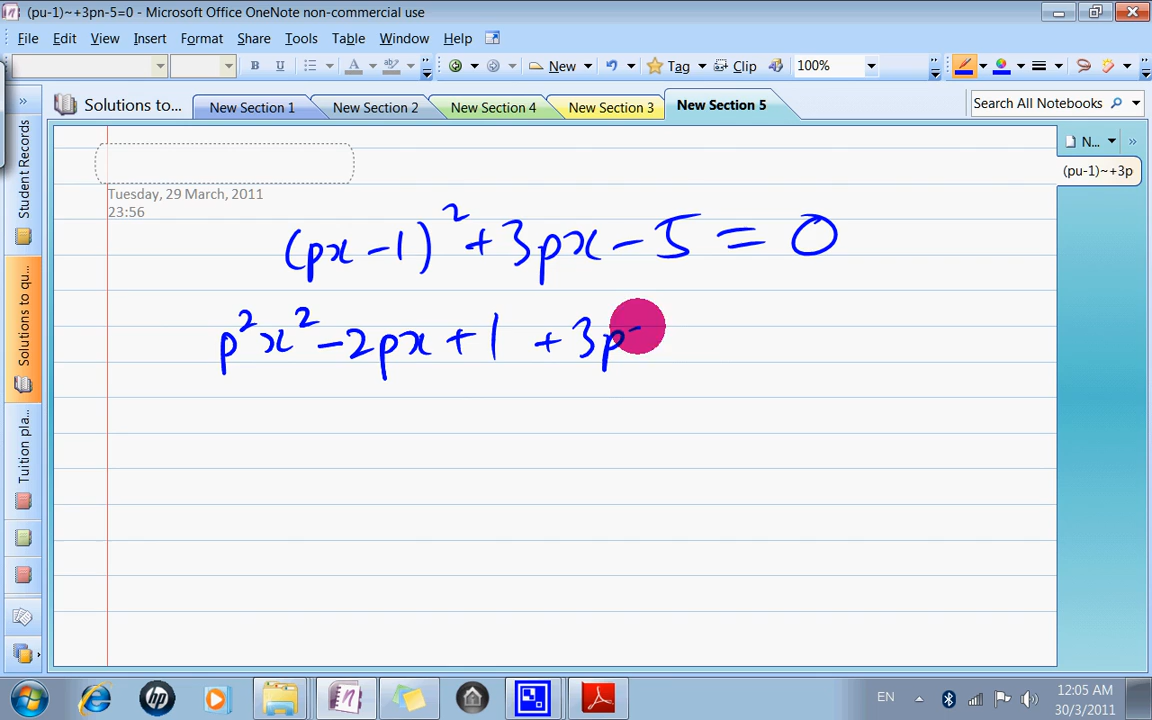 (pu-1)~+3pn-5=0 - Microsoft Office OneNote non-commercial use
File Edit View Insert Format Share Tools Table Window Help
B U A ab New Tag Clip 100%
Solutions to... New Section 1 New Section 2 New Section 4 New Section 3 New Section 5 Search All Notebooks
N...
(pu-1)~+3p
Student Records
Solutions to qu...
Tuition pla...
Tuesday, 29 March, 2011
23:56
(px-1)²+3px-5=0
p²x²-2px+1 +3p
EN 12:05 AM
30/3/2011